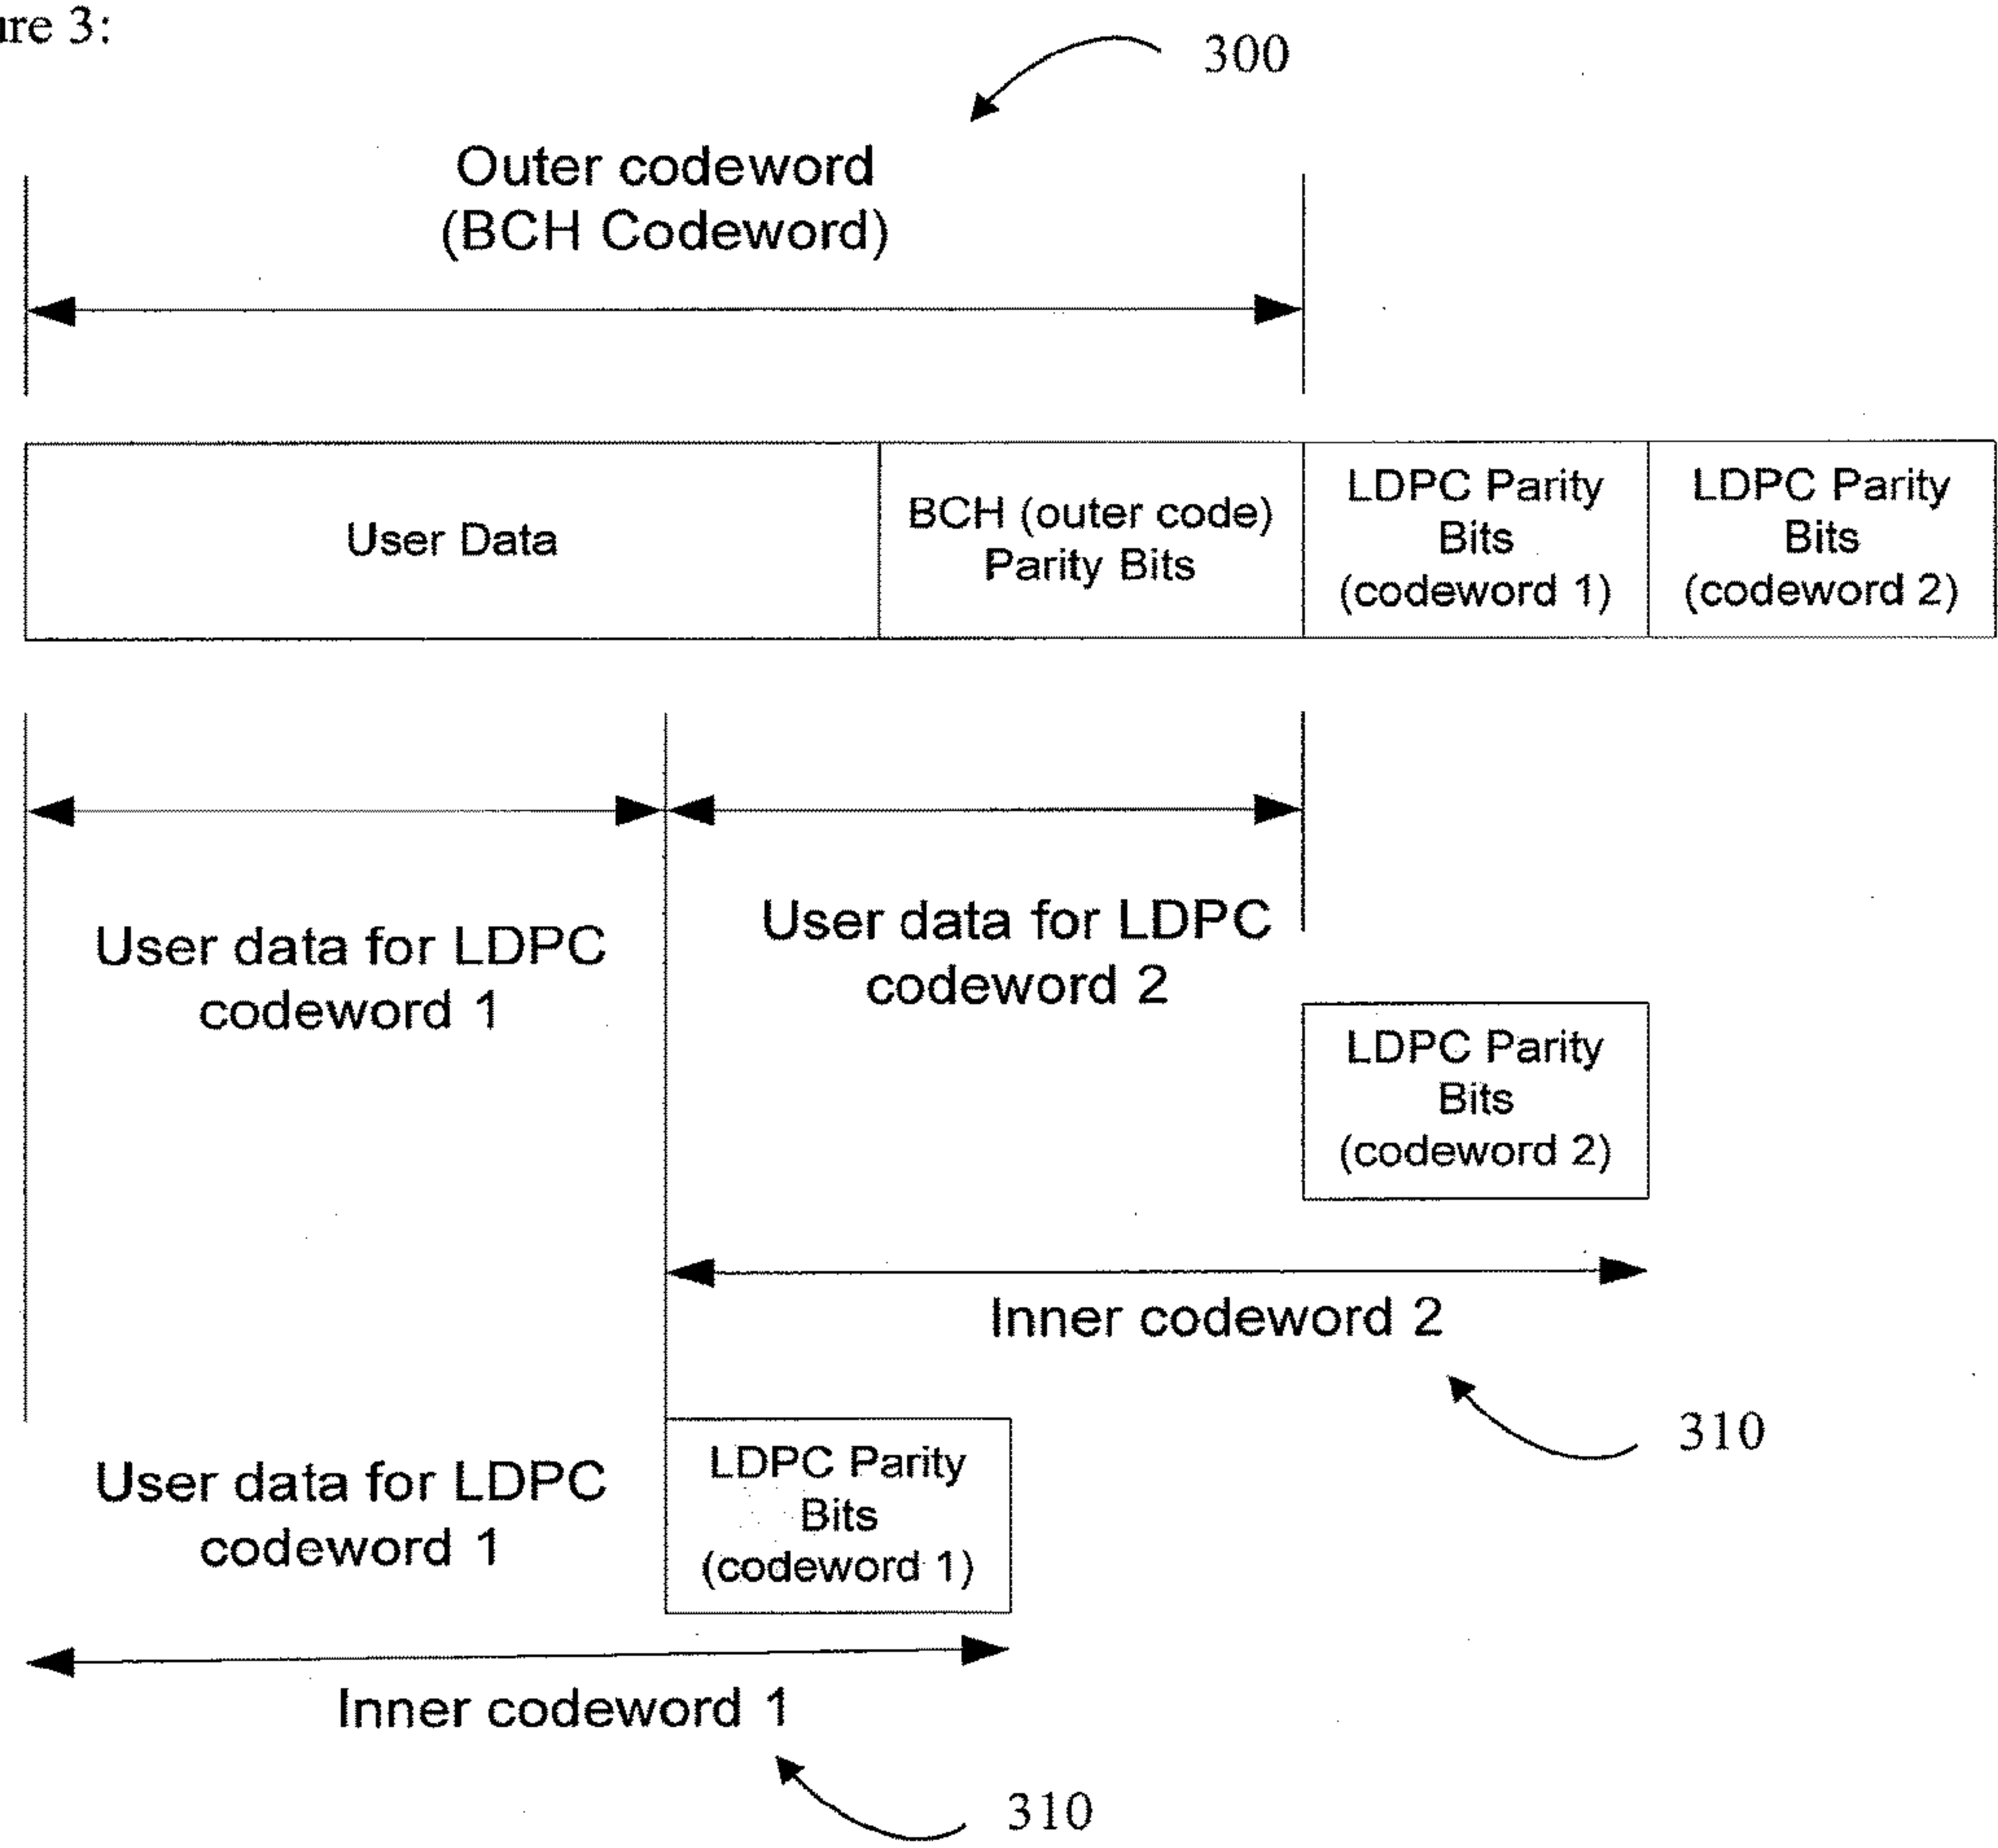 ure 3:
300
Outer codeword
(BCH Codeword)
User Data
BCH (outer code)
Parity Bits
LDPC Parity
Bits
(codeword 1)
LDPC Parity
Bits
(codeword 2)
User data for LDPC
codeword 1
User data for LDPC
codeword 2
LDPC Parity
Bits
(codeword 2)
Inner codeword 2
310
User data for LDPC
codeword 1
LDPC Parity
Bits
(codeword 1)
Inner codeword 1
310